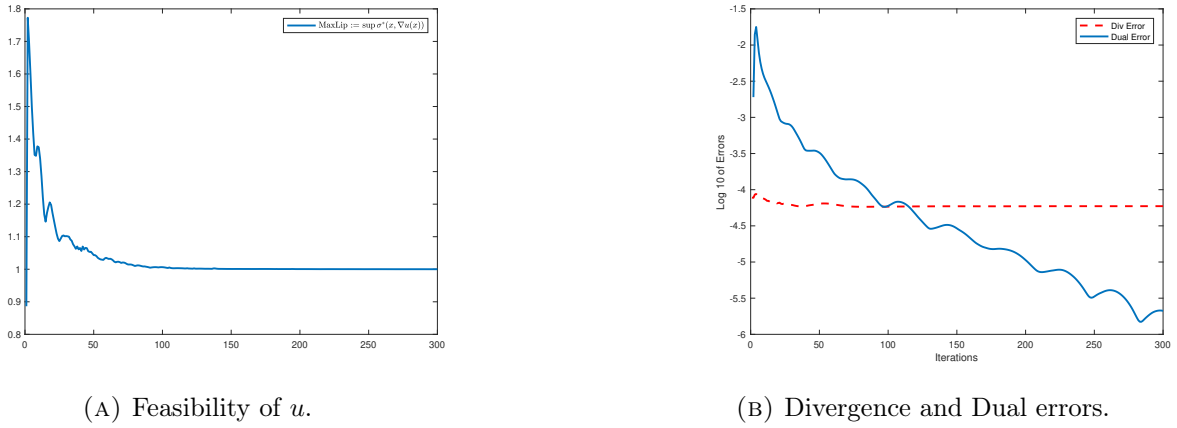 1.8
1.7
1.6
1.5
1.4
1.3
1.2
1.1
1
0.9
0.8
0 50 100 150 200 250 300
MaxLip := sup σ*(x, ∇u(x))
(A) Feasibility of u.
-1.5
-2
-2.5
-3
-3.5
-4
-4.5
-5
-5.5
-6
Log 10 of Errors
0 50 100 150 200 250 300
Iterations
Div Error
Dual Error
(B) Divergence and Dual errors.